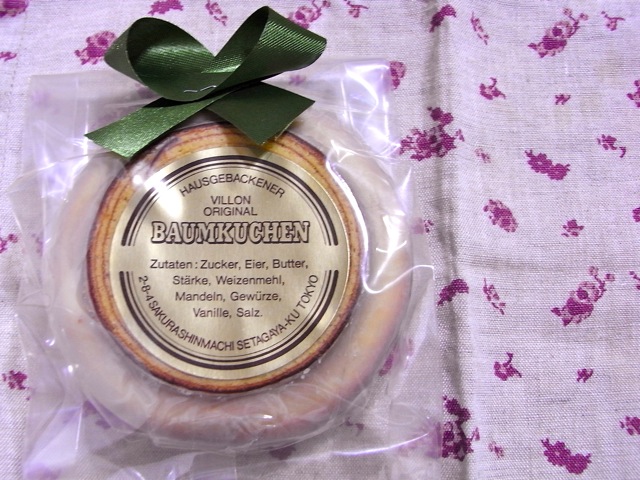 HAUSGEBACKENER
VILLON
ORIGINAL
BAUMKUCHEN
Zutaten: Zucker, Eier, Butter,
Stärke, Weizenmehl,
Mandeln, Gewürze,
Vanille, Salz.
2-8-4 SAKURASHINMACHI SETAGAYA-KU TOKYO